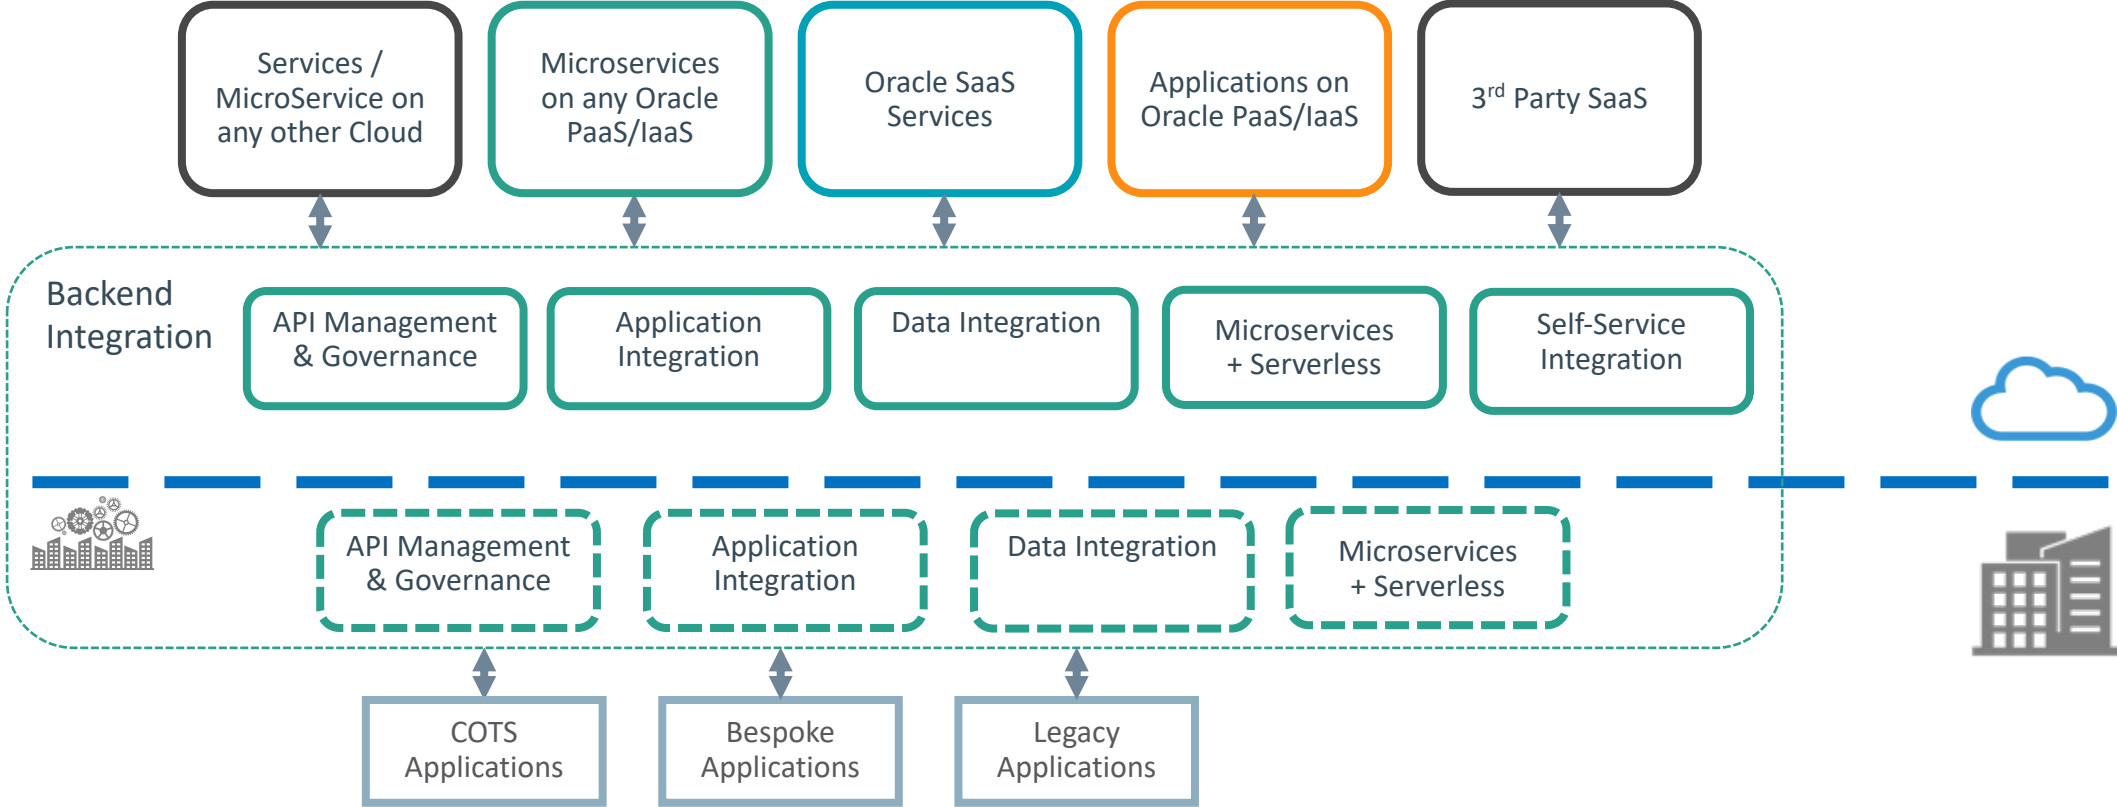 Services /
MicroService on
any other Cloud
Microservices
on any Oracle
PaaS/IaaS
Oracle SaaS
Services
Applications on
Oracle PaaS/IaaS
3rd Party SaaS
Backend
Integration
API Management
& Governance
Application
Integration
Data Integration
Microservices
+ Serverless
Self-Service
Integration
API Management
& Governance
Application
Integration
Data Integration
Microservices
+ Serverless
COTS
Applications
Bespoke
Applications
Legacy
Applications